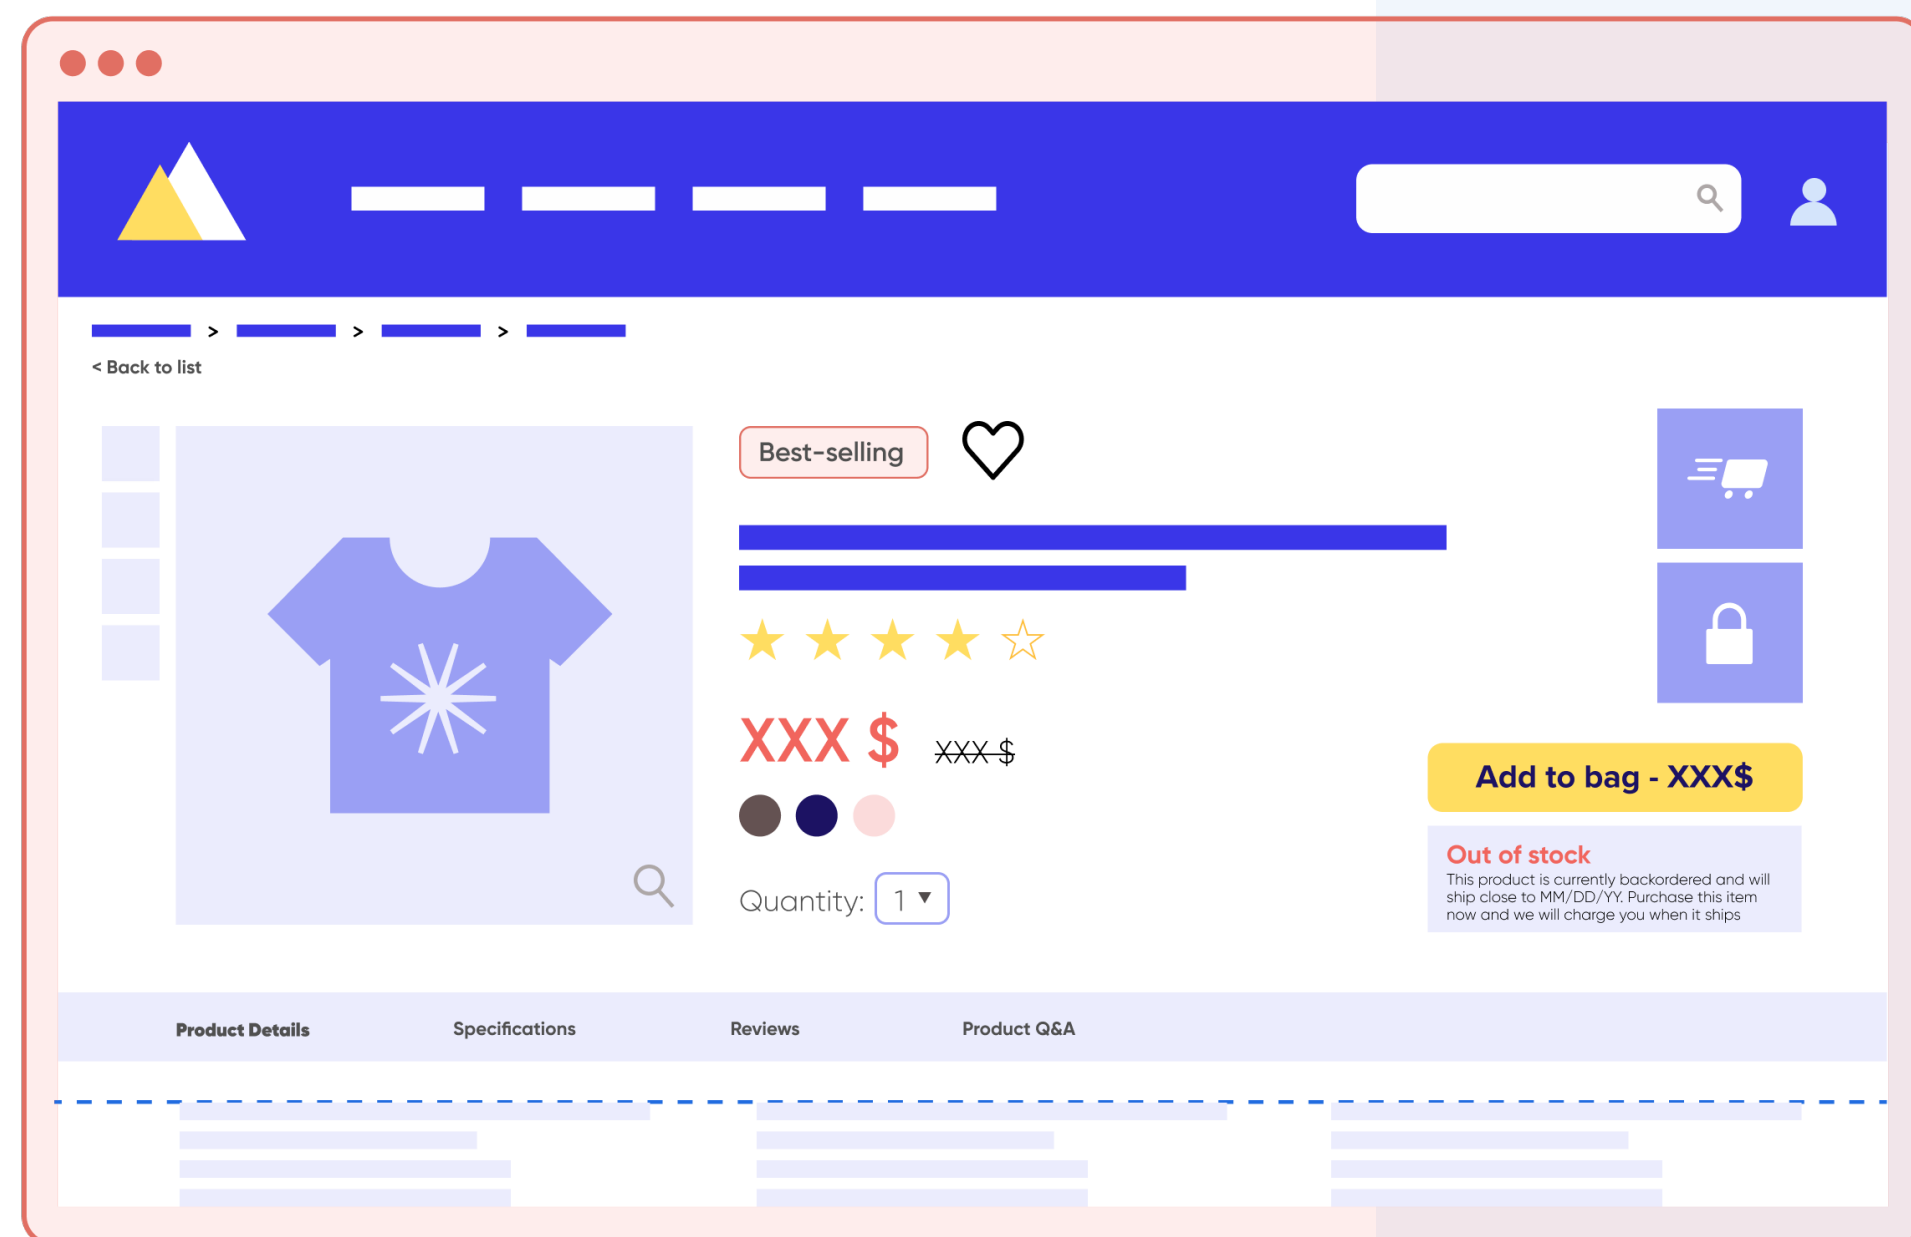 >
>
>
< Back to list
Best-selling
XXX $ XXX $
Add to bag - XXX$
Out of stock
This product is currently backordered and will
ship close to MM/DD/YY. Purchase this item
now and we will charge you when it ships
Quantity: 1
Product Details
Specifications
Reviews
Product Q&A